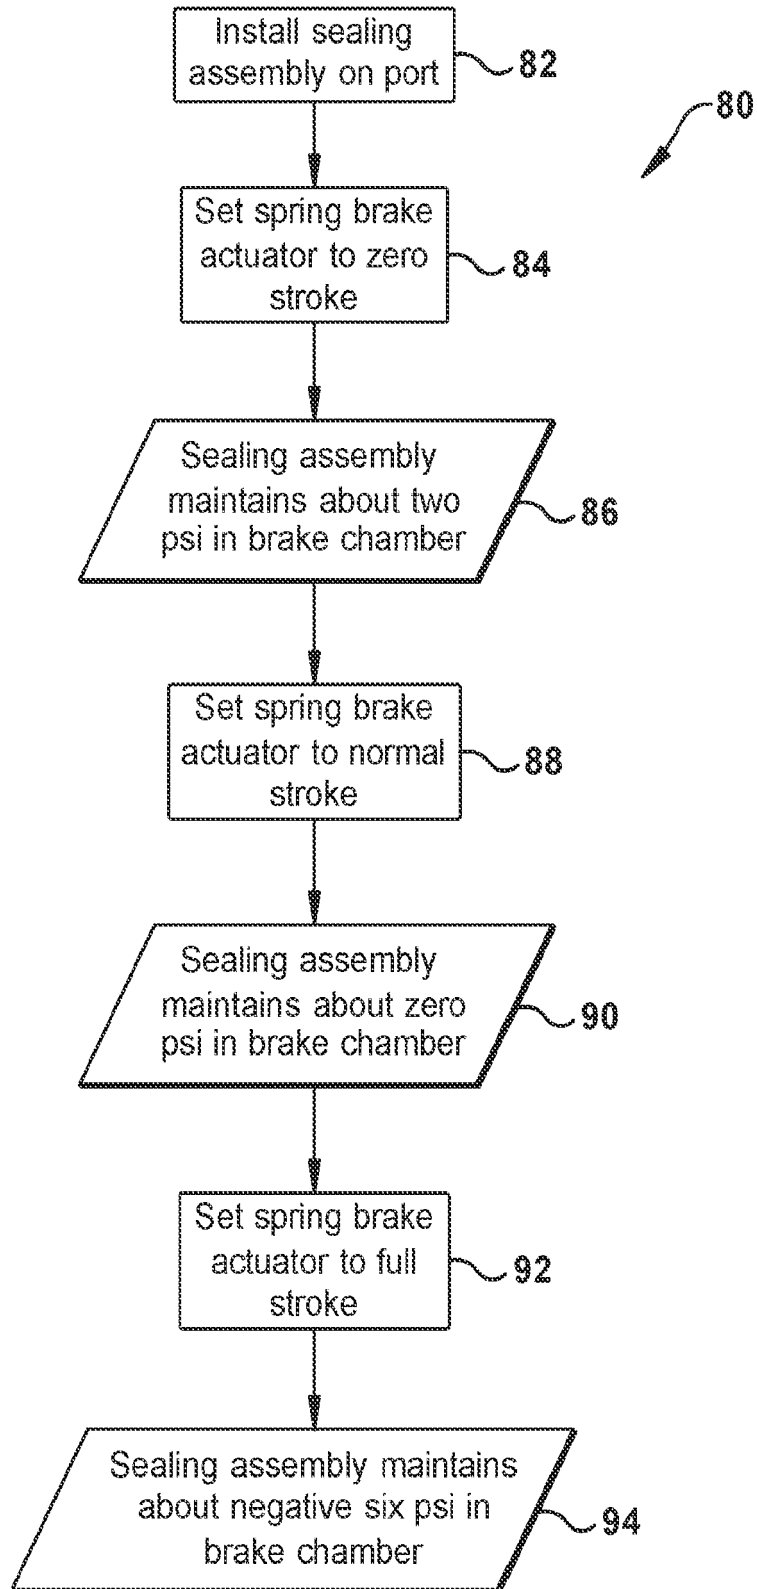 Install sealing
assembly on port
82
80
Set spring brake
actuator to zero
stroke
84
Sealing assembly
maintains about two
psi in brake chamber
86
Set spring brake
actuator to normal
stroke
88
Sealing assembly
maintains about zero
psi in brake chamber
90
Set spring brake
actuator to full
stroke
92
Sealing assembly maintains
about negative six psi in
brake chamber
94